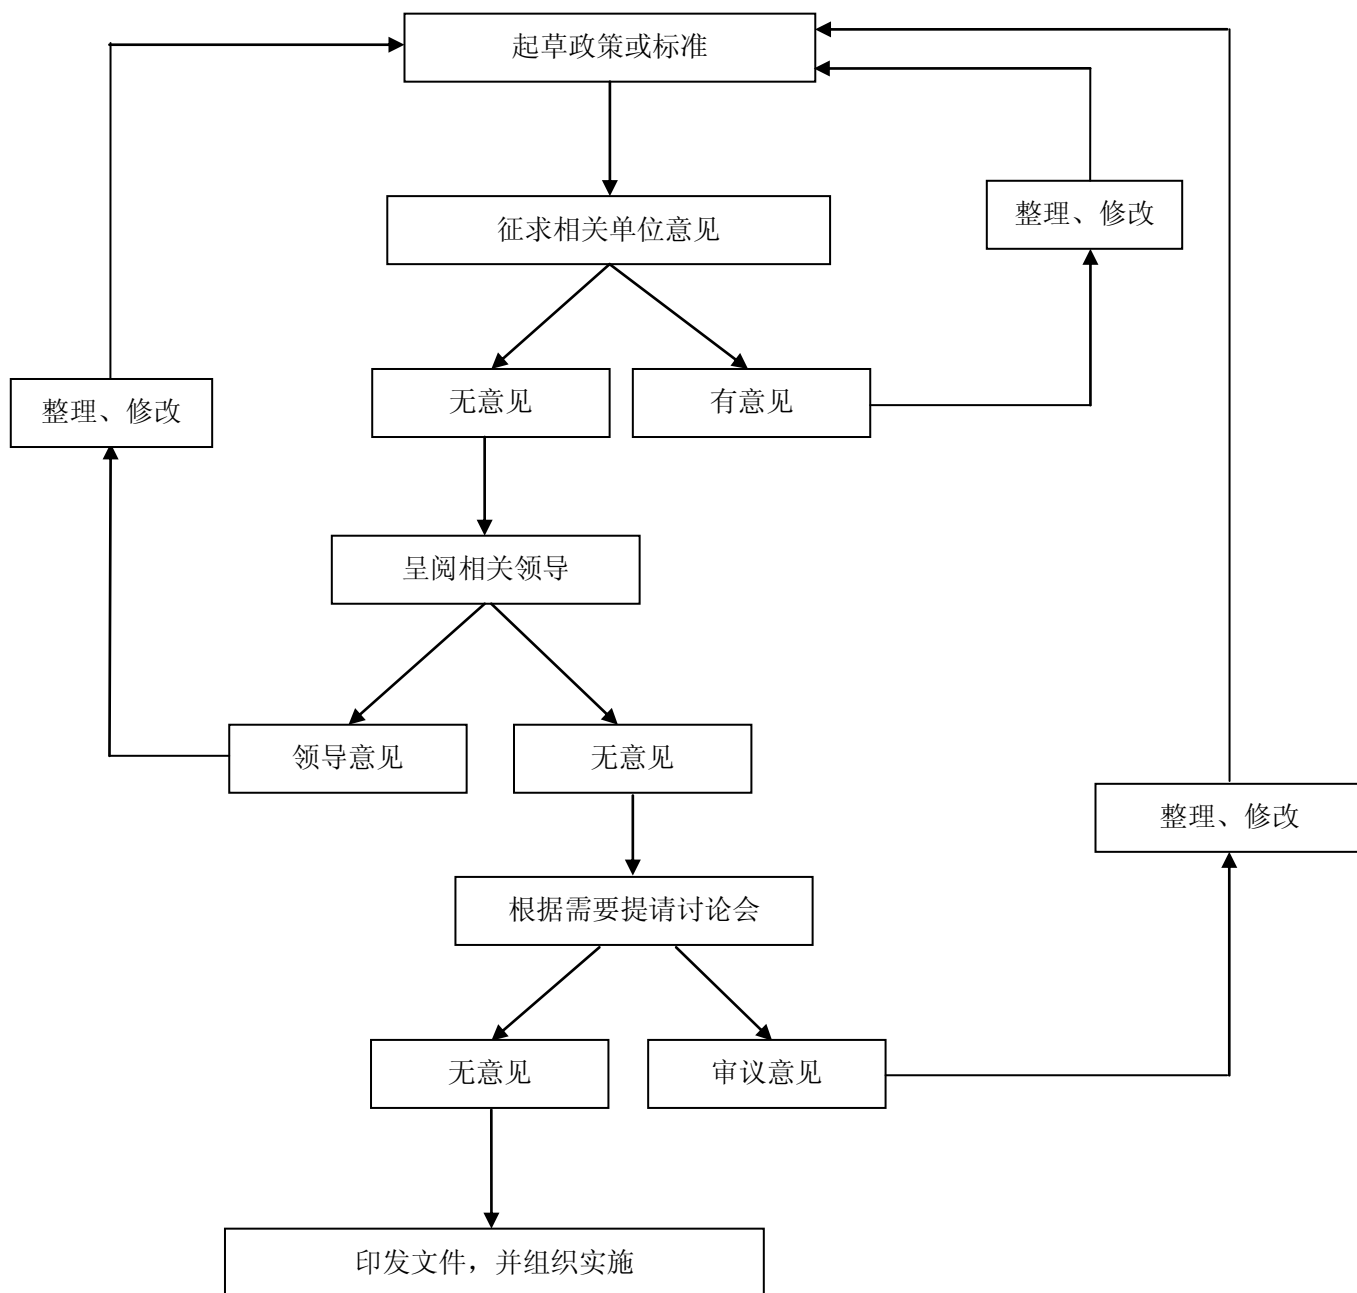 起草政策或标准
整理、修改
征求相关单位意见
整理、修改
无意见
有意见
呈阅相关领导
领导意见
无意见
整理、修改
根据需要提请讨论会
无意见
审议意见
印发文件，并组织实施